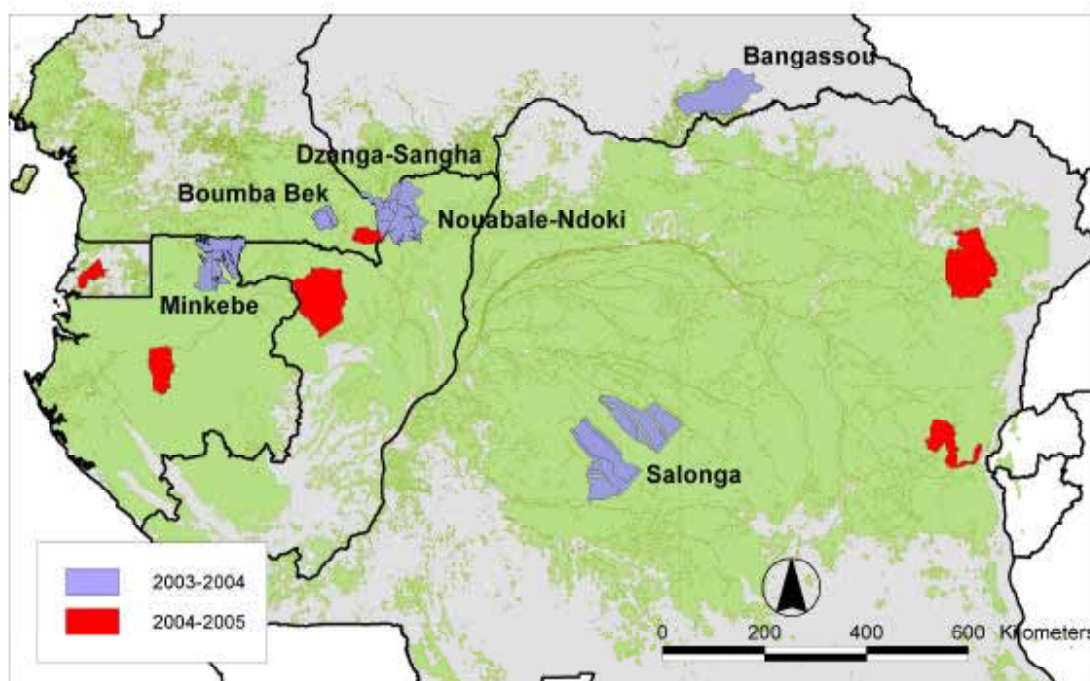 Bangassou
Dzanga-Sangha
Boumba Bek
Nouabale-Ndoki
Minkebe
Salonga
2003-2004
2004-2005
0 200 400 600 Kilometers